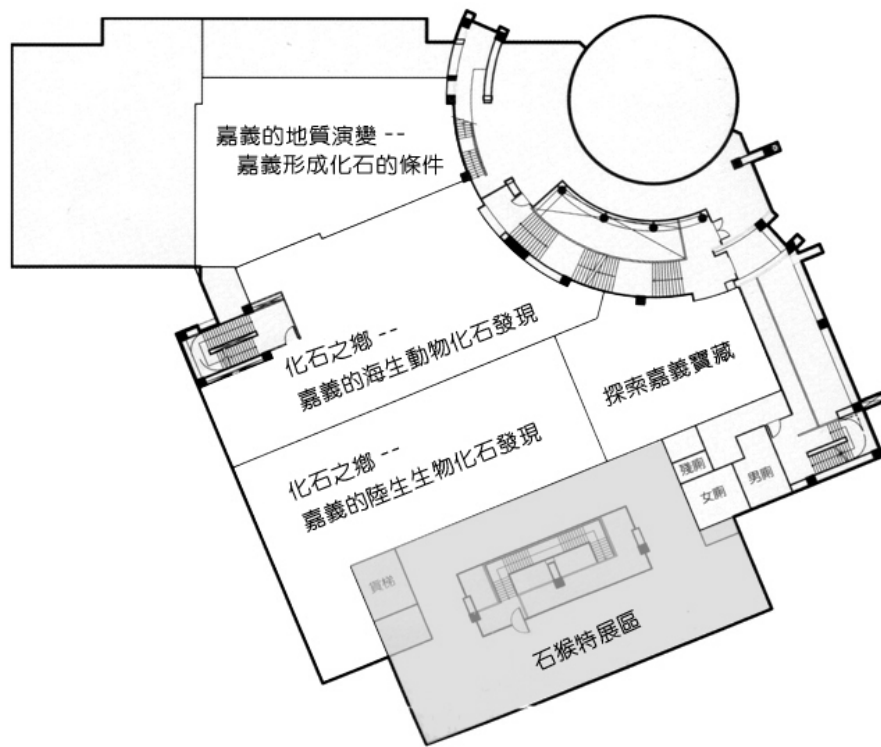 嘉義的地質演變 --
嘉義形成化石的條件
化石之鄉 --
嘉義的海生動物化石發現
探索嘉義寶藏
化石之鄉 --
嘉義的陸生生物化石發現
殘廁
女廁
男廁
貨梯
石猴特展區